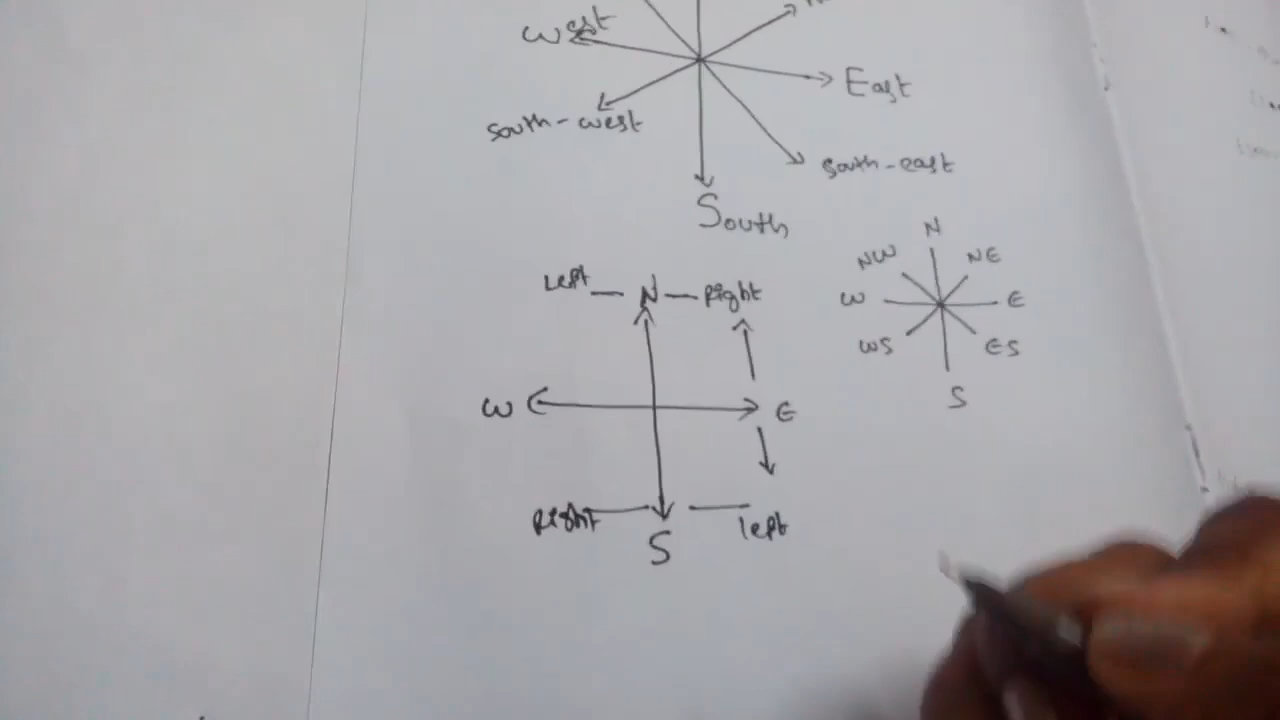 West
East
South-west
South-east
South
N
NW NE
W E
WS ES
S
Left N Right
W E
Right left
S